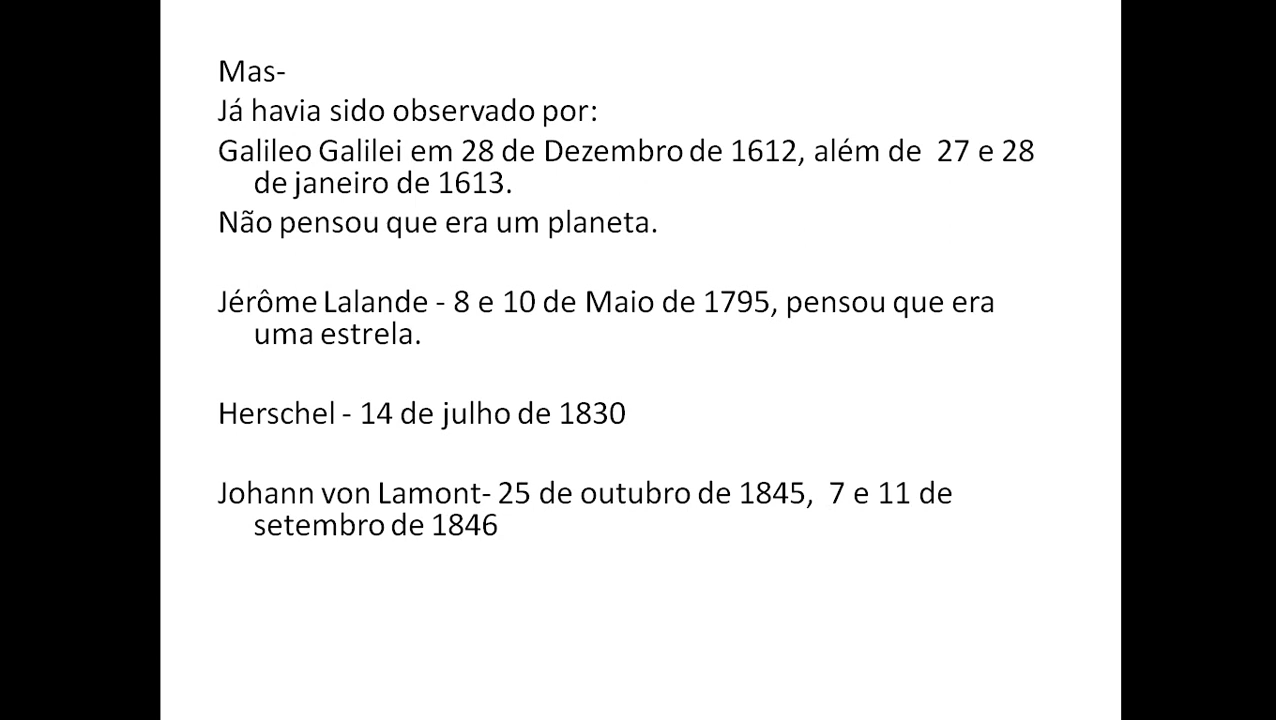 Mas-
Já havia sido observado por:
Galileo Galilei em 28 de Dezembro de 1612, além de  27 e 28
de janeiro de 1613.
Não pensou que era um planeta.
Jérôme Lalande - 8 e 10 de Maio de 1795, pensou que era
uma estrela.
Herschel - 14 de julho de 1830
Johann von Lamont- 25 de outubro de 1845,  7 e 11 de
setembro de 1846